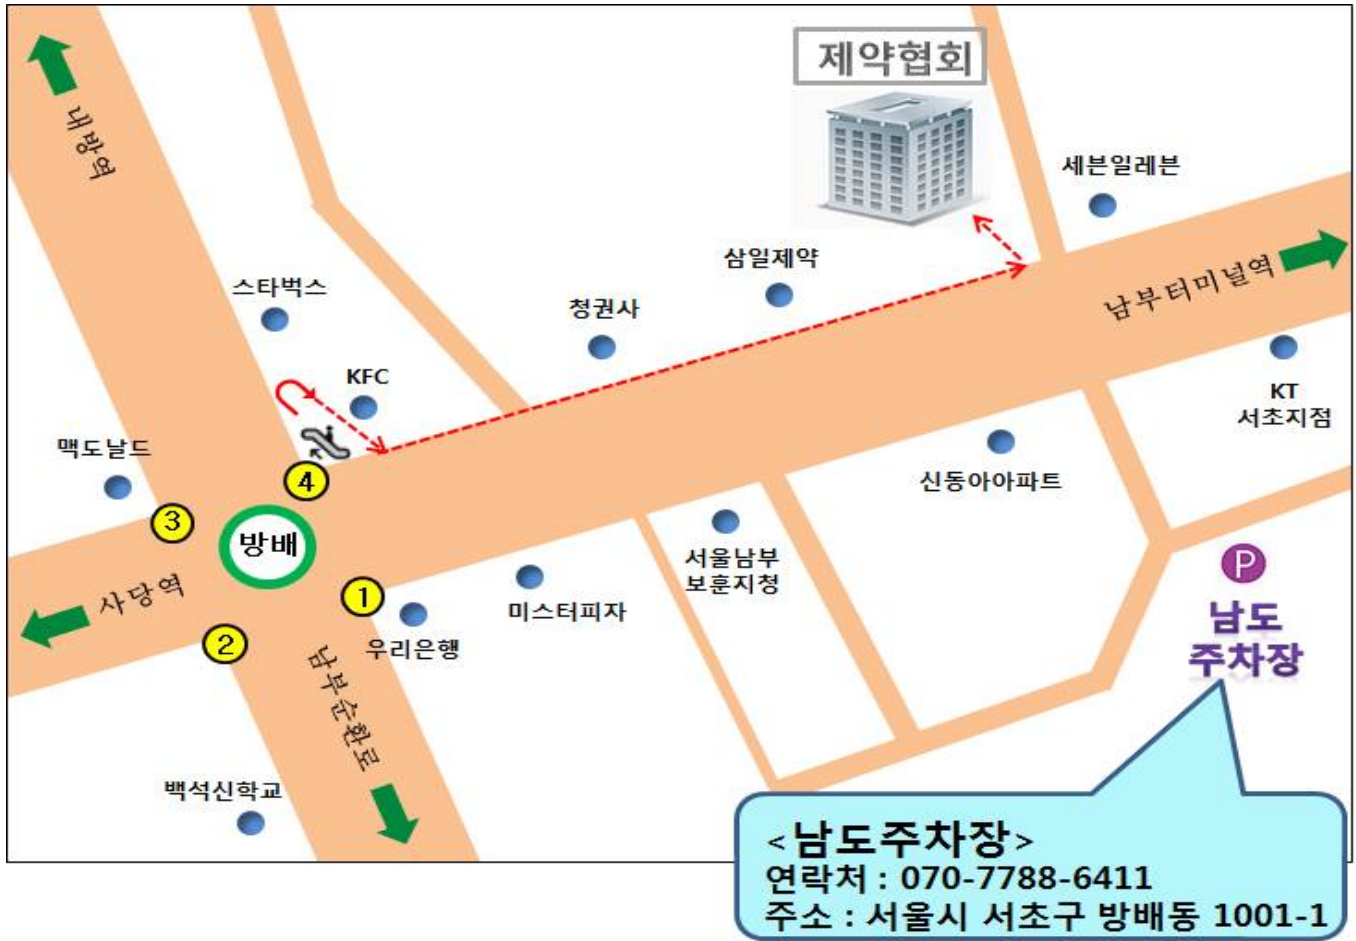 제약협회
내방역
세븐일레븐
삼일제약
남부터미널역
스타벅스
청권사
KFC
KT
서초지점
맥도날드
4
신동아아파트
3
방배
서울남부
보훈지청
P
남도
주차장
사당역
1
미스터피자
2
우리은행
남부순환로
백석신학교
<남도주차장>
연락처 : 070-7788-6411
주소 : 서울시 서초구 방배동 1001-1